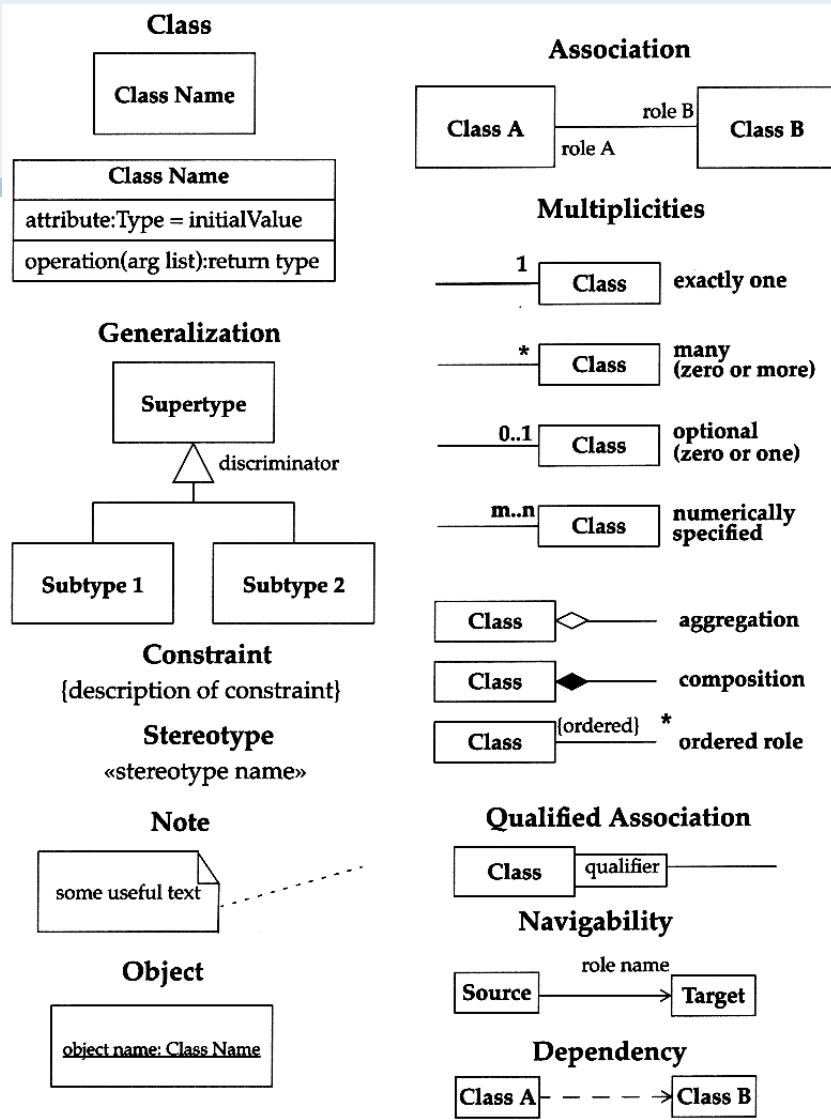 Class
Class Name
Class Name
attribute:Type = initialValue
operation(arg list):return type
Generalization
Supertype
discriminator
Subtype 1
Subtype 2
Constraint
{description of constraint}
Stereotype
«stereotype name»
Note
some useful text
Object
object name: Class Name
Association
Class A
role B
role A
Class B
Multiplicities
1
Class
exactly one
*
Class
many
(zero or more)
0..1
Class
optional
(zero or one)
m..n
Class
numerically
specified
Class
aggregation
Class
composition
Class
{ordered}
*
ordered role
Qualified Association
Class
qualifier
Navigability
role name
Source
Target
Dependency
Class A
Class B